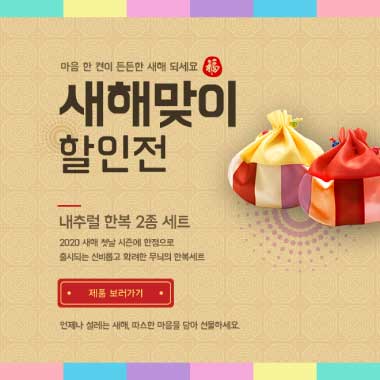 마음 한 켠이 든든한 새해 되세요 福
새해맞이
할인전
내추럴 한복 2종 세트
2020 새해 첫날 시즌에 한정으로
출시되는 신비롭고 화려한 무늬의 한복세트
제품 보러가기
언제나 설레는 새해, 따스한 마음을 담아 선물하세요.